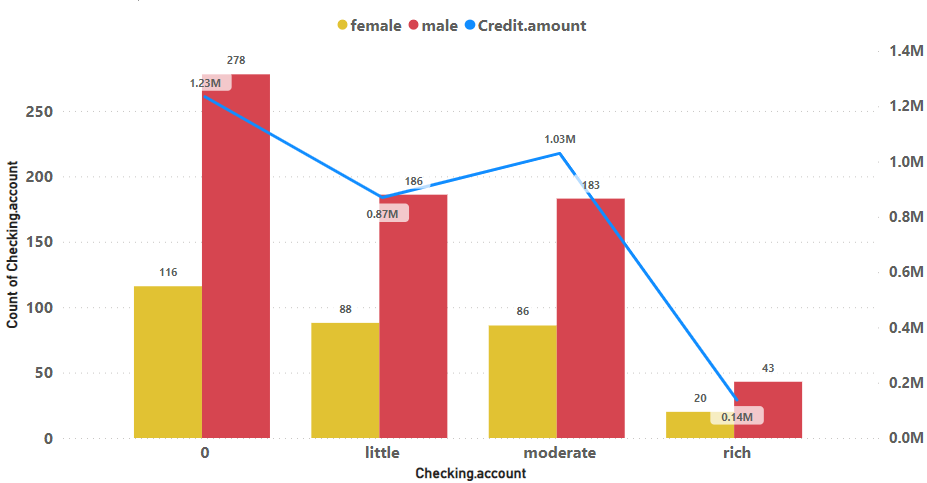 female male Credit.amount
1.4M
278
1.23M
250
1.2M
1.03M
200
1.0M
186
183
0.87M
150
0.8M
116
0.6M
100
88
86
0.4M
50
43
20
0.2M
0.14M
0
0.0M
0 little moderate rich
Checking.account
Count of Checking.account